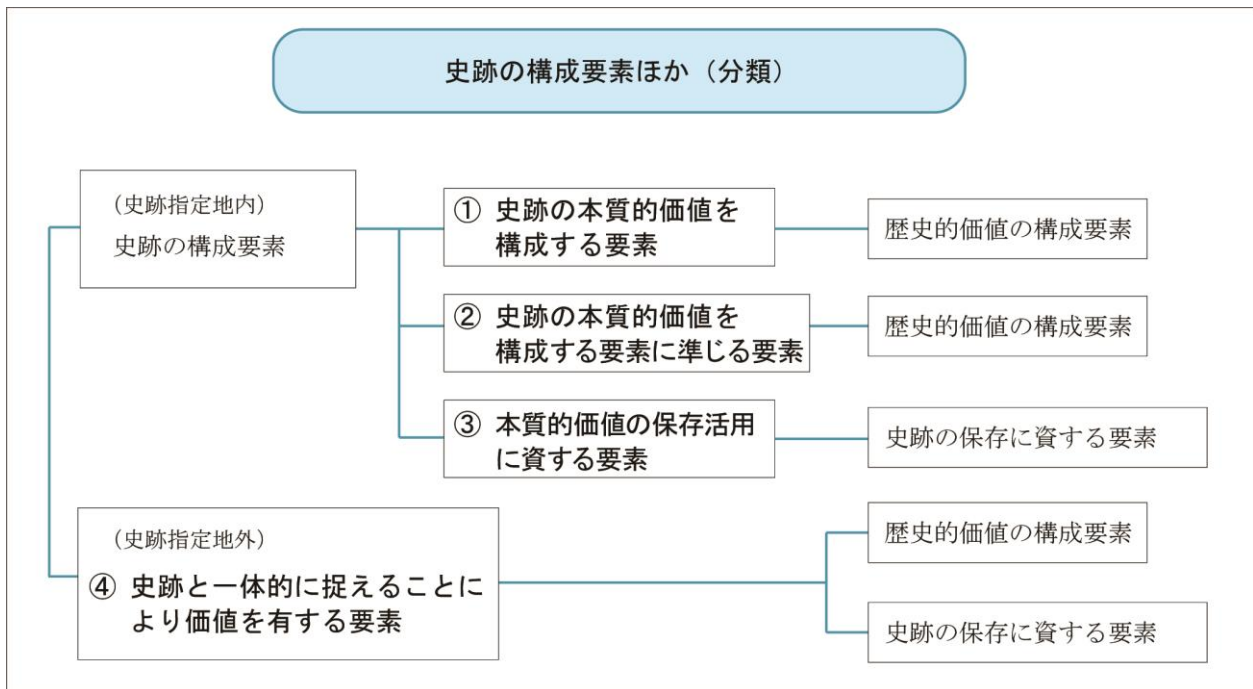 史跡の構成要素ほか（分類）
（史跡指定地内）
史跡の構成要素
① 史跡の本質的価値を
構成する要素
歴史的価値の構成要素
② 史跡の本質的価値を
構成する要素に準じる要素
歴史的価値の構成要素
③ 本質的価値の保存活用
に資する要素
史跡の保存に資する要素
（史跡指定地外）
④ 史跡と一体的に捉えることに
より価値を有する要素
歴史的価値の構成要素
史跡の保存に資する要素